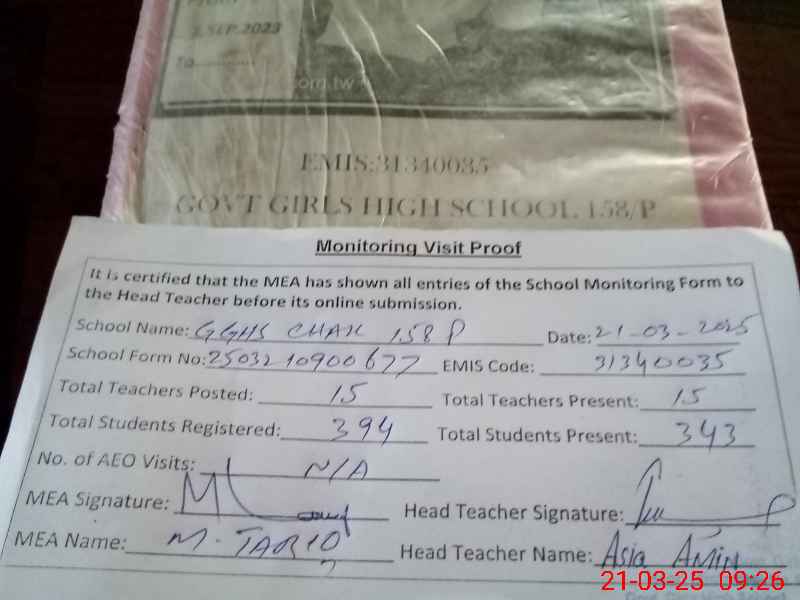 2 SEP 2023
To.............
com.tw
EMIS:31340035
GOVT GIRLS HIGH SCHOOL 158/P
Monitoring Visit Proof
It is certified that the MEA has shown all entries of the School Monitoring Form to
the Head Teacher before its online submission.
School Name: GGHS CHAK 158 P Date: 21-03-2025
School Form No: 2503210900677 EMIS Code: 31340035
Total Teachers Posted: 15 Total Teachers Present: 15
Total Students Registered: 394 Total Students Present: 343
No. of AEO Visits: N/A
MEA Signature: Head Teacher Signature:
MEA Name: M. TARIQ Head Teacher Name: Asia AMIN
21-03-25 09:26